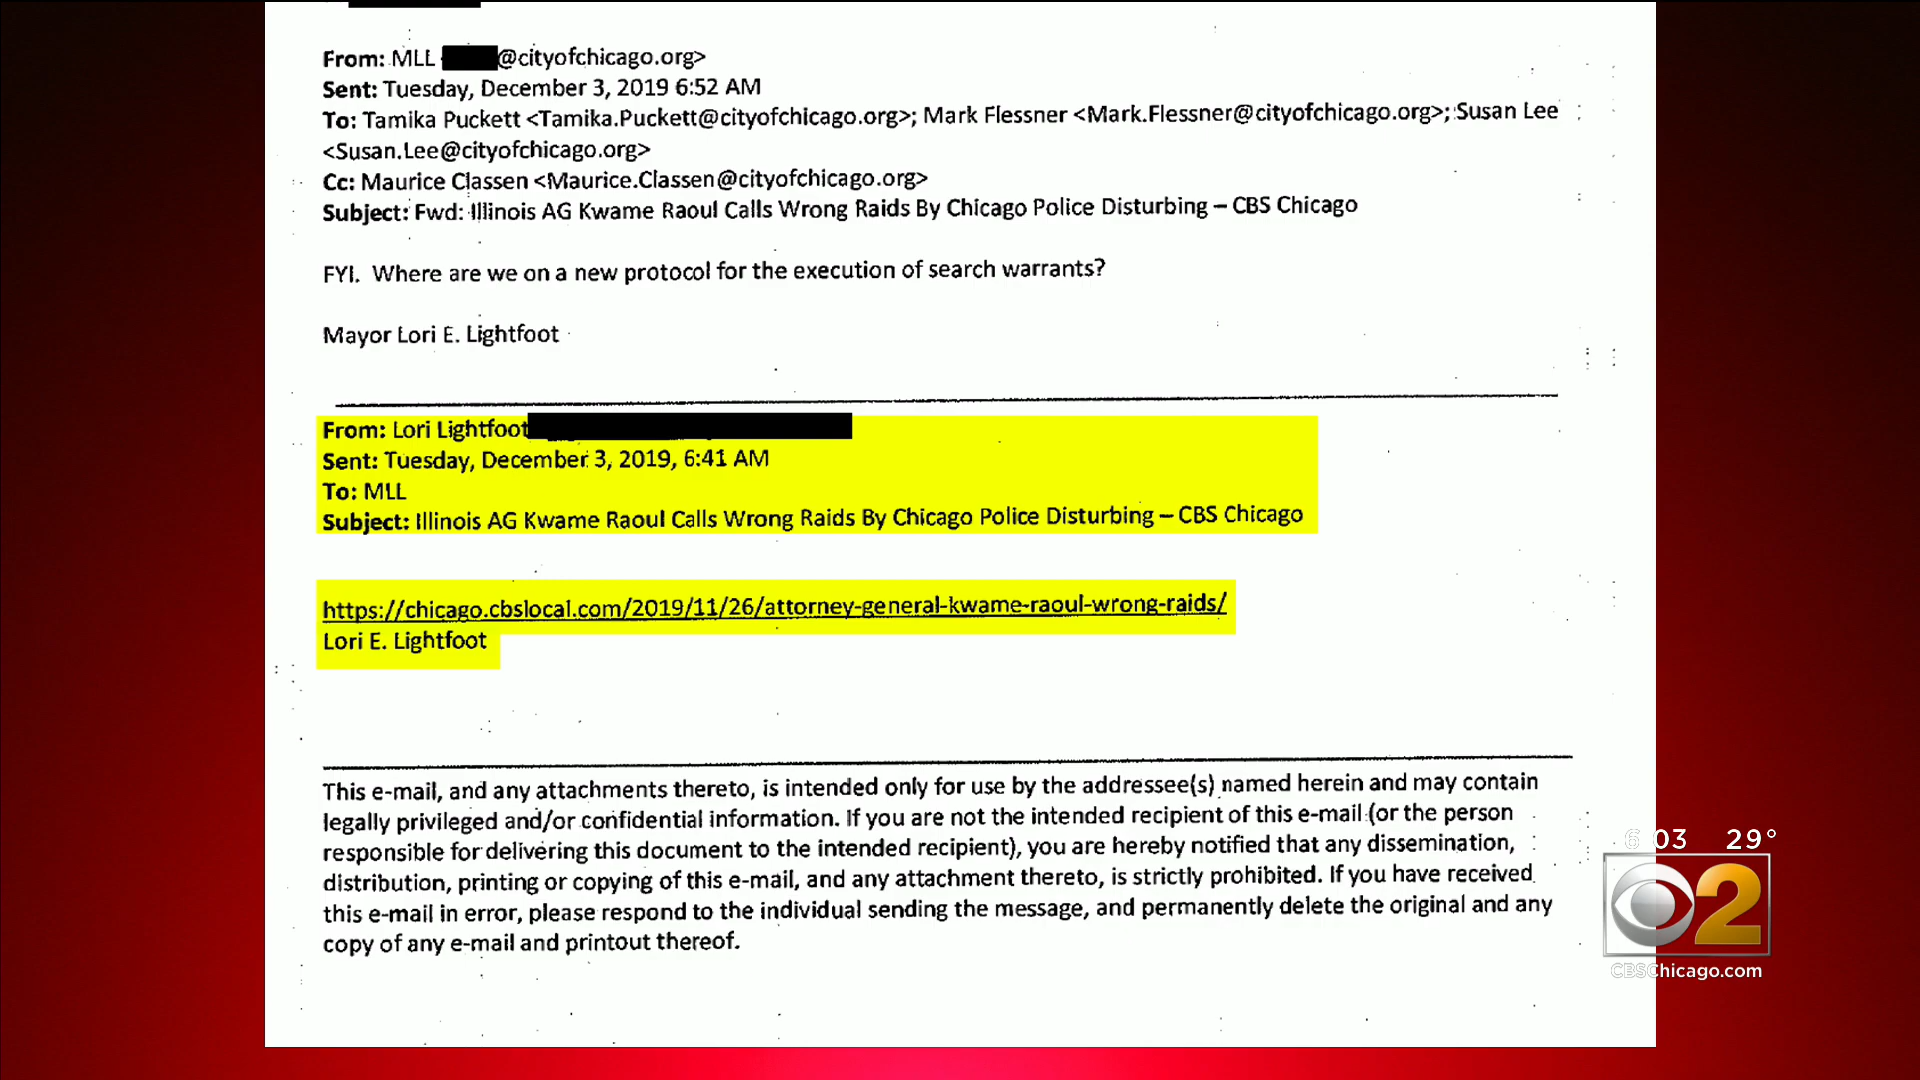 From: MLL @cityofchicago.org>
Sent: Tuesday, December 3, 2019 6:52 AM
To: Tamika Puckett <Tamika.Puckett@cityofchicago.org>; Mark Flessner <Mark.Flessner@cityofchicago.org>; Susan Lee
<Susan.Lee@cityofchicago.org>
Cc: Maurice Classen <Maurice.Classen@cityofchicago.org>
Subject: Fwd: Illinois AG Kwame Raoul Calls Wrong Raids By Chicago Police Disturbing – CBS Chicago
FYI. Where are we on a new protocol for the execution of search warrants?
Mayor Lori E. Lightfoot
From: Lori Lightfoot
Sent: Tuesday, December 3, 2019, 6:41 AM
To: MLL
Subject: Illinois AG Kwame Raoul Calls Wrong Raids By Chicago Police Disturbing – CBS Chicago
https://chicago.cbslocal.com/2019/11/26/attorney-general-kwame-raoul-wrong-raids/
Lori E. Lightfoot
This e-mail, and any attachments thereto, is intended only for use by the addressee(s) named herein and may contain
legally privileged and/or confidential information. If you are not the intended recipient of this e-mail (or the person
responsible for delivering this document to the intended recipient), you are hereby notified that any dissemination,
distribution, printing or copying of this e-mail, and any attachment thereto, is strictly prohibited. If you have received
this e-mail in error, please respond to the individual sending the message, and permanently delete the original and any
copy of any e-mail and printout thereof.
6:03 29°
2
CBSChicago.com